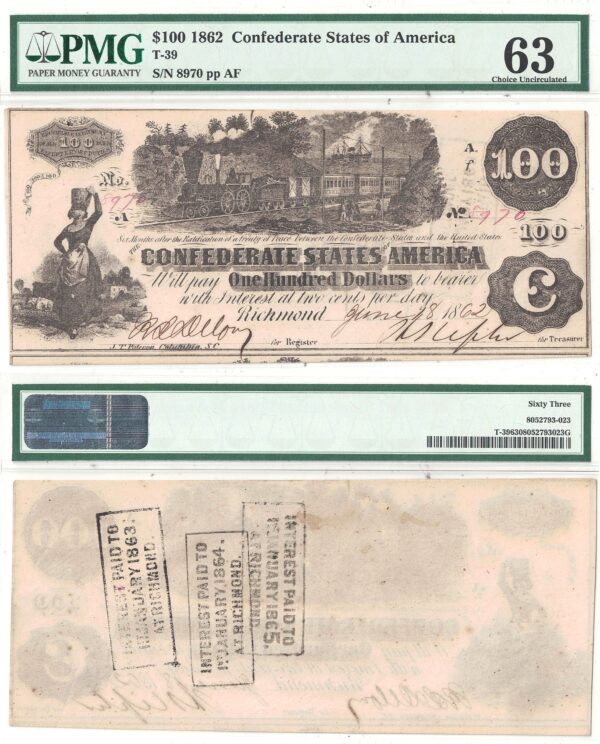 PMG
PAPER MONEY GUARANTY
$100 1862 Confederate States of America
T-39
S/N 8970 pp AF
63
Choice Uncirculated
100
No.
8970
A
A
f
100
No 8970
100
Six Months after the Ratification of a treaty of Peace between the Confederate States and the United States
THE
CONFEDERATE STATES AMERICA
Will pay One Hundred Dollars to bearer
with Interest at two cents per day
Richmond June 18 1862
C
for Register
for Treasurer
J.T. Paterson Columbia, S.C
Sixty Three
8052793-023
T-396308052793023G
INTEREST PAID TO
1st JANUARY 1863.
AT RICHMOND.
INTEREST PAID TO
1st JANUARY 1864.
AT RICHMOND.
INTEREST PAID TO
1st JANUARY 1865.
AT RICHMOND